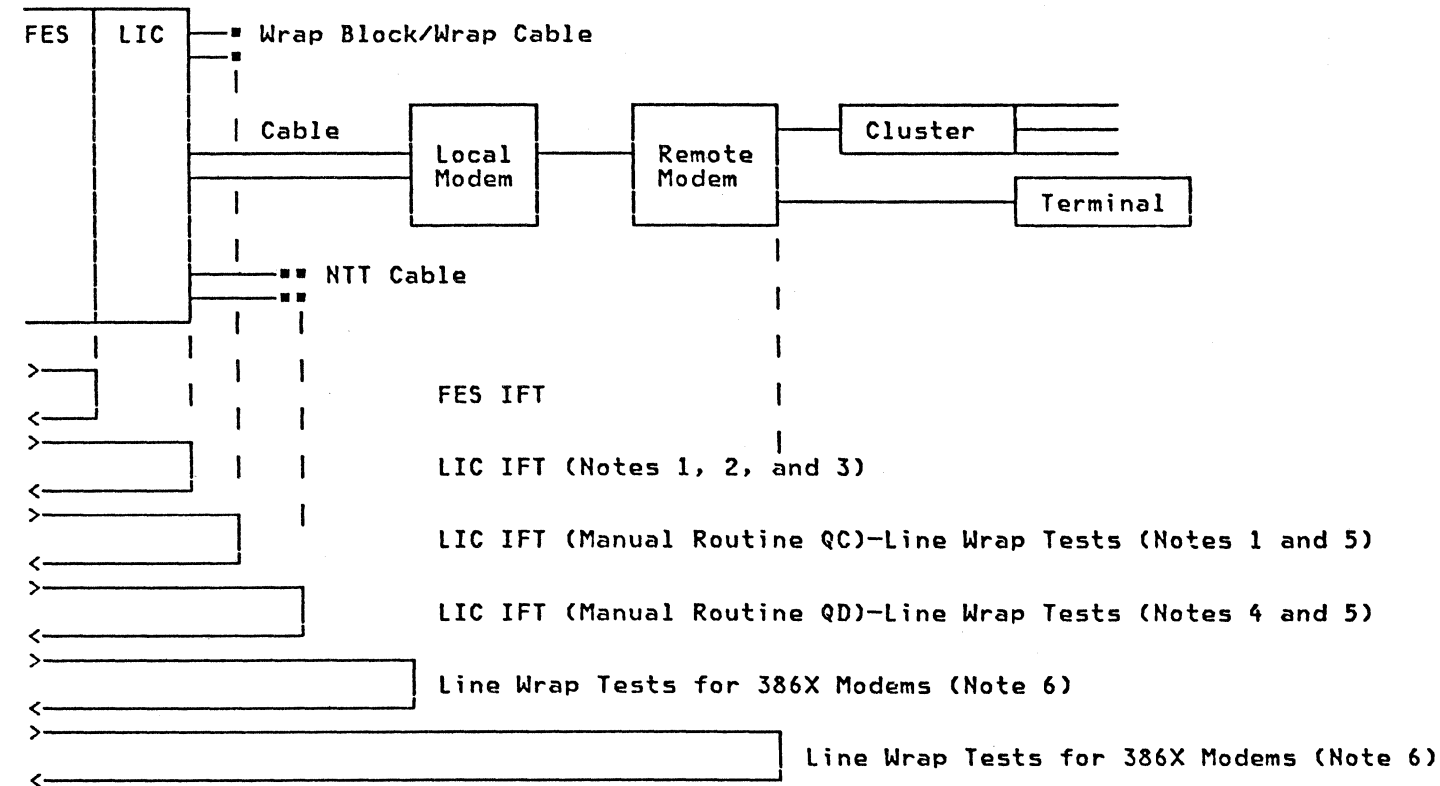 FES LIC Wrap Block/Wrap Cable
Cable
Local Modem
Remote Modem
Cluster
Terminal
NTT Cable
FES IFT
LIC IFT (Notes 1, 2, and 3)
LIC IFT (Manual Routine QC)-Line Wrap Tests (Notes 1 and 5)
LIC IFT (Manual Routine QD)-Line Wrap Tests (Notes 4 and 5)
Line Wrap Tests for 386X Modems (Note 6)
Line Wrap Tests for 386X Modems (Note 6)